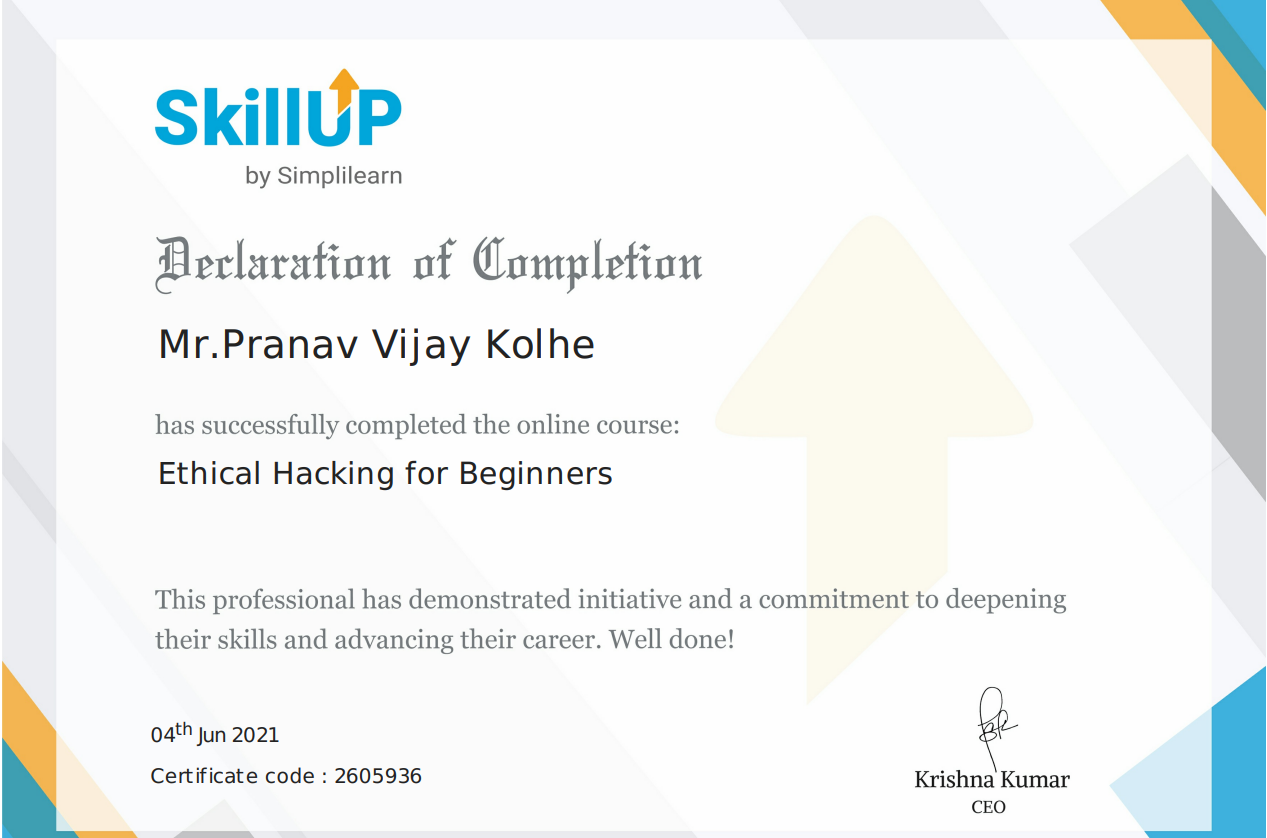 SkillUP
by Simplilearn
Declaration of Completion
Mr.Pranav Vijay Kolhe
has successfully completed the online course:
Ethical Hacking for Beginners
This professional has demonstrated initiative and a commitment to deepening
their skills and advancing their career. Well done!
04th Jun 2021
Certificate code : 2605936
Krishna Kumar
CEO